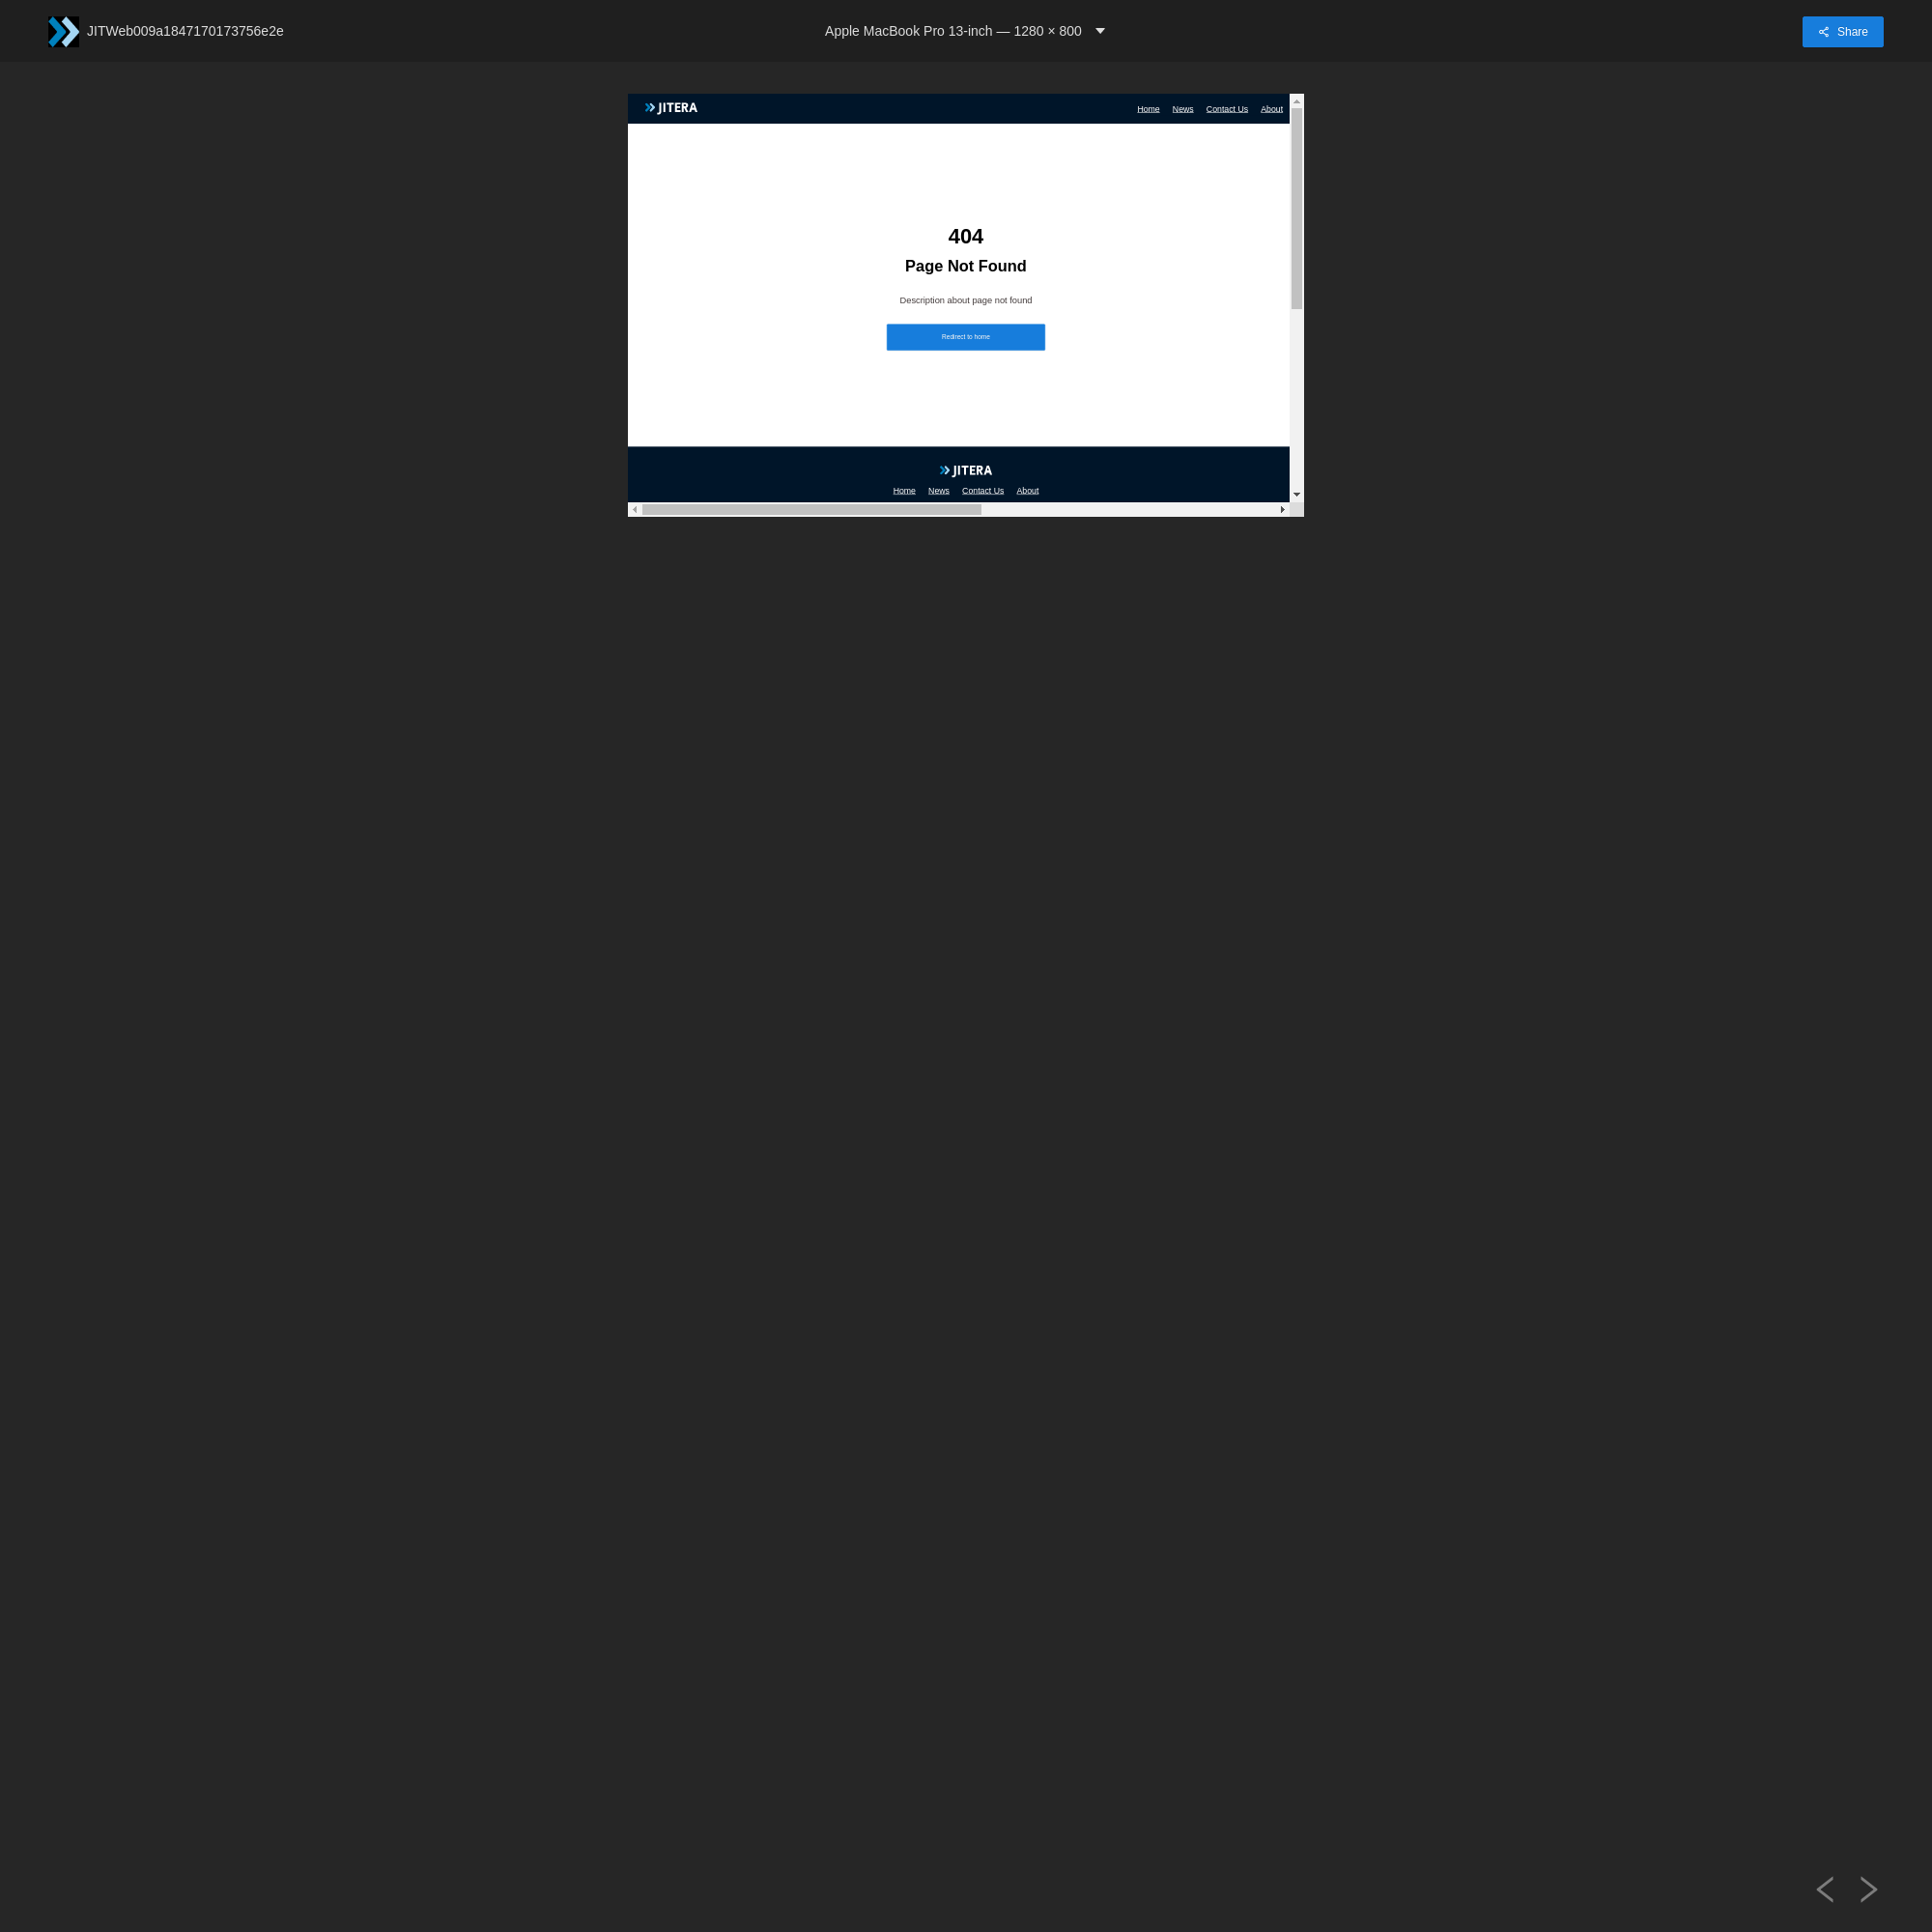 JITWeb009a1847170173756e2e
Apple MacBook Pro 13-inch — 1280 × 800
Share
JITERA
Home News Contact Us About
404
Page Not Found
Description about page not found
Redirect to home
JITERA
Home News Contact Us About